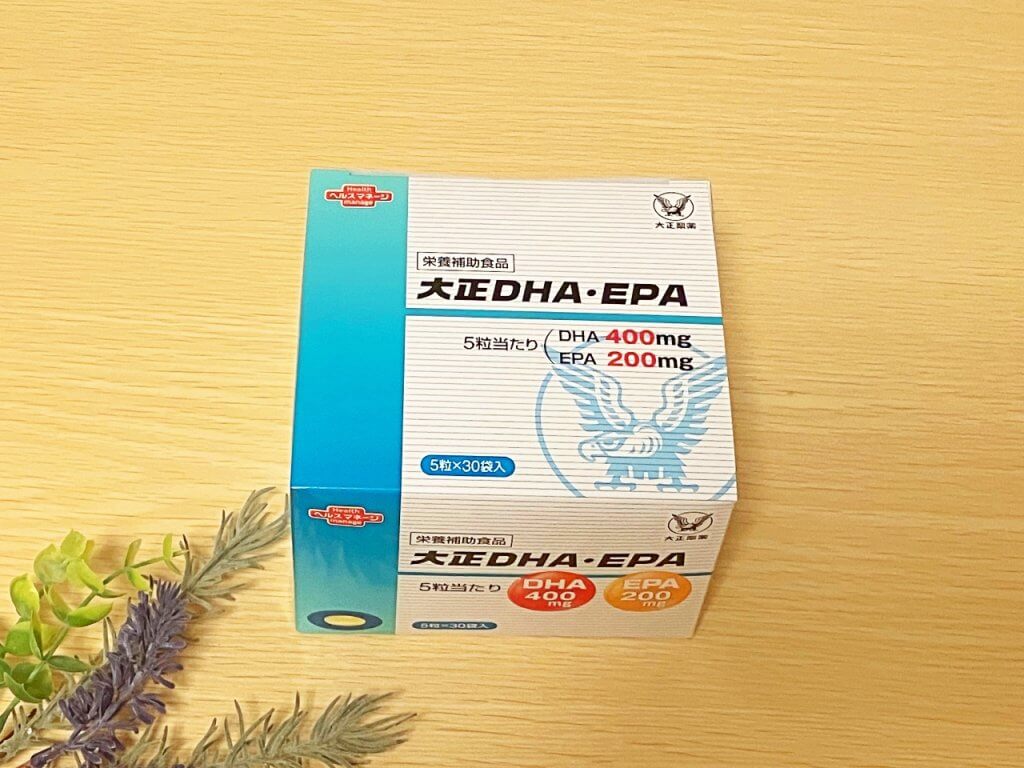 Health
ヘルスマネージ
manage
大正製薬
栄養補助食品
大正DHA・EPA
5粒当たり
DHA 400mg
EPA 200mg
5粒×30袋入
Health
ヘルスマネージ
manage
大正製薬
栄養補助食品
大正DHA・EPA
5粒当たり
DHA
400
mg
EPA
200
mg
5粒×30袋入